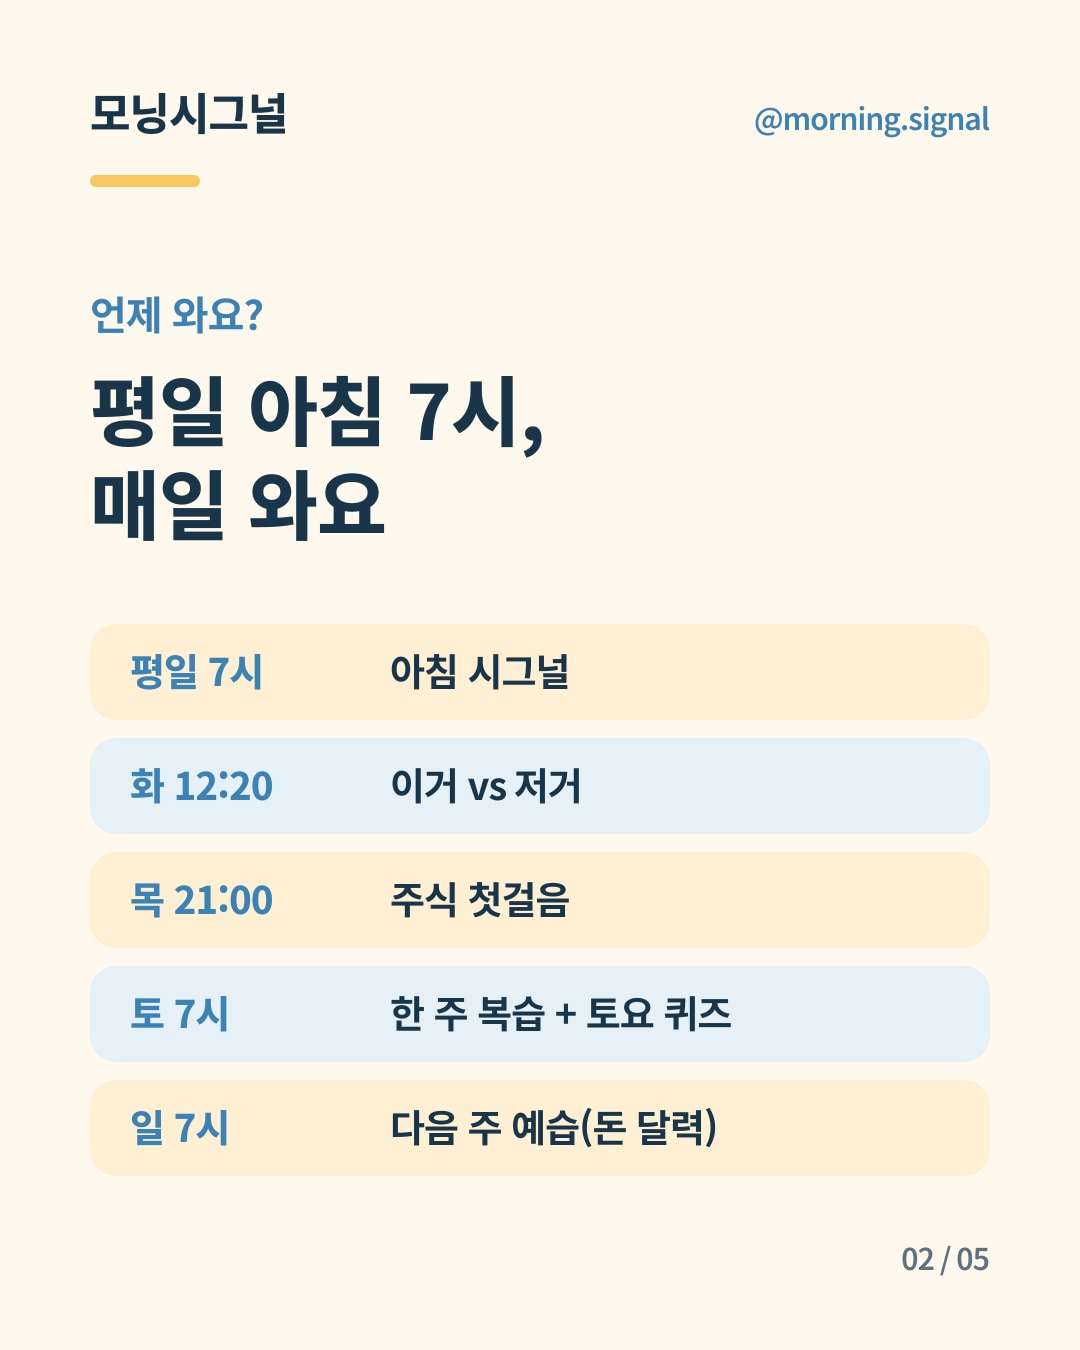 모닝시그널
@morning.signal
언제 와요?
평일 아침 7시,
매일 와요
평일 7시 아침 시그널
화 12:20 이거 vs 저거
목 21:00 주식 첫걸음
토 7시 한 주 복습 + 토요 퀴즈
일 7시 다음 주 예습(돈 달력)
02 / 05